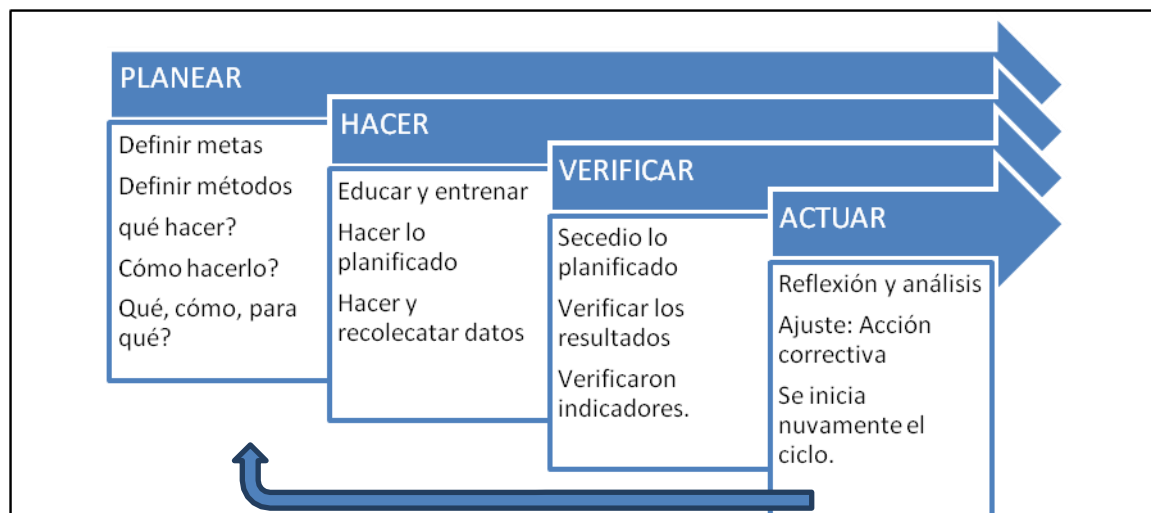 PLANEAR
Definir metas
Definir métodos
qué hacer?
Cómo hacerlo?
Qué, cómo, para
qué?
HACER
Educar y entrenar
Hacer lo
planificado
Hacer y
recolecatar datos
VERIFICAR
Secedio lo
planificado
Verificar los
resultados
Verificaron
indicadores.
ACTUAR
Reflexión y análisis
Ajuste: Acción
correctiva
Se inicia
nuvamente el
ciclo.